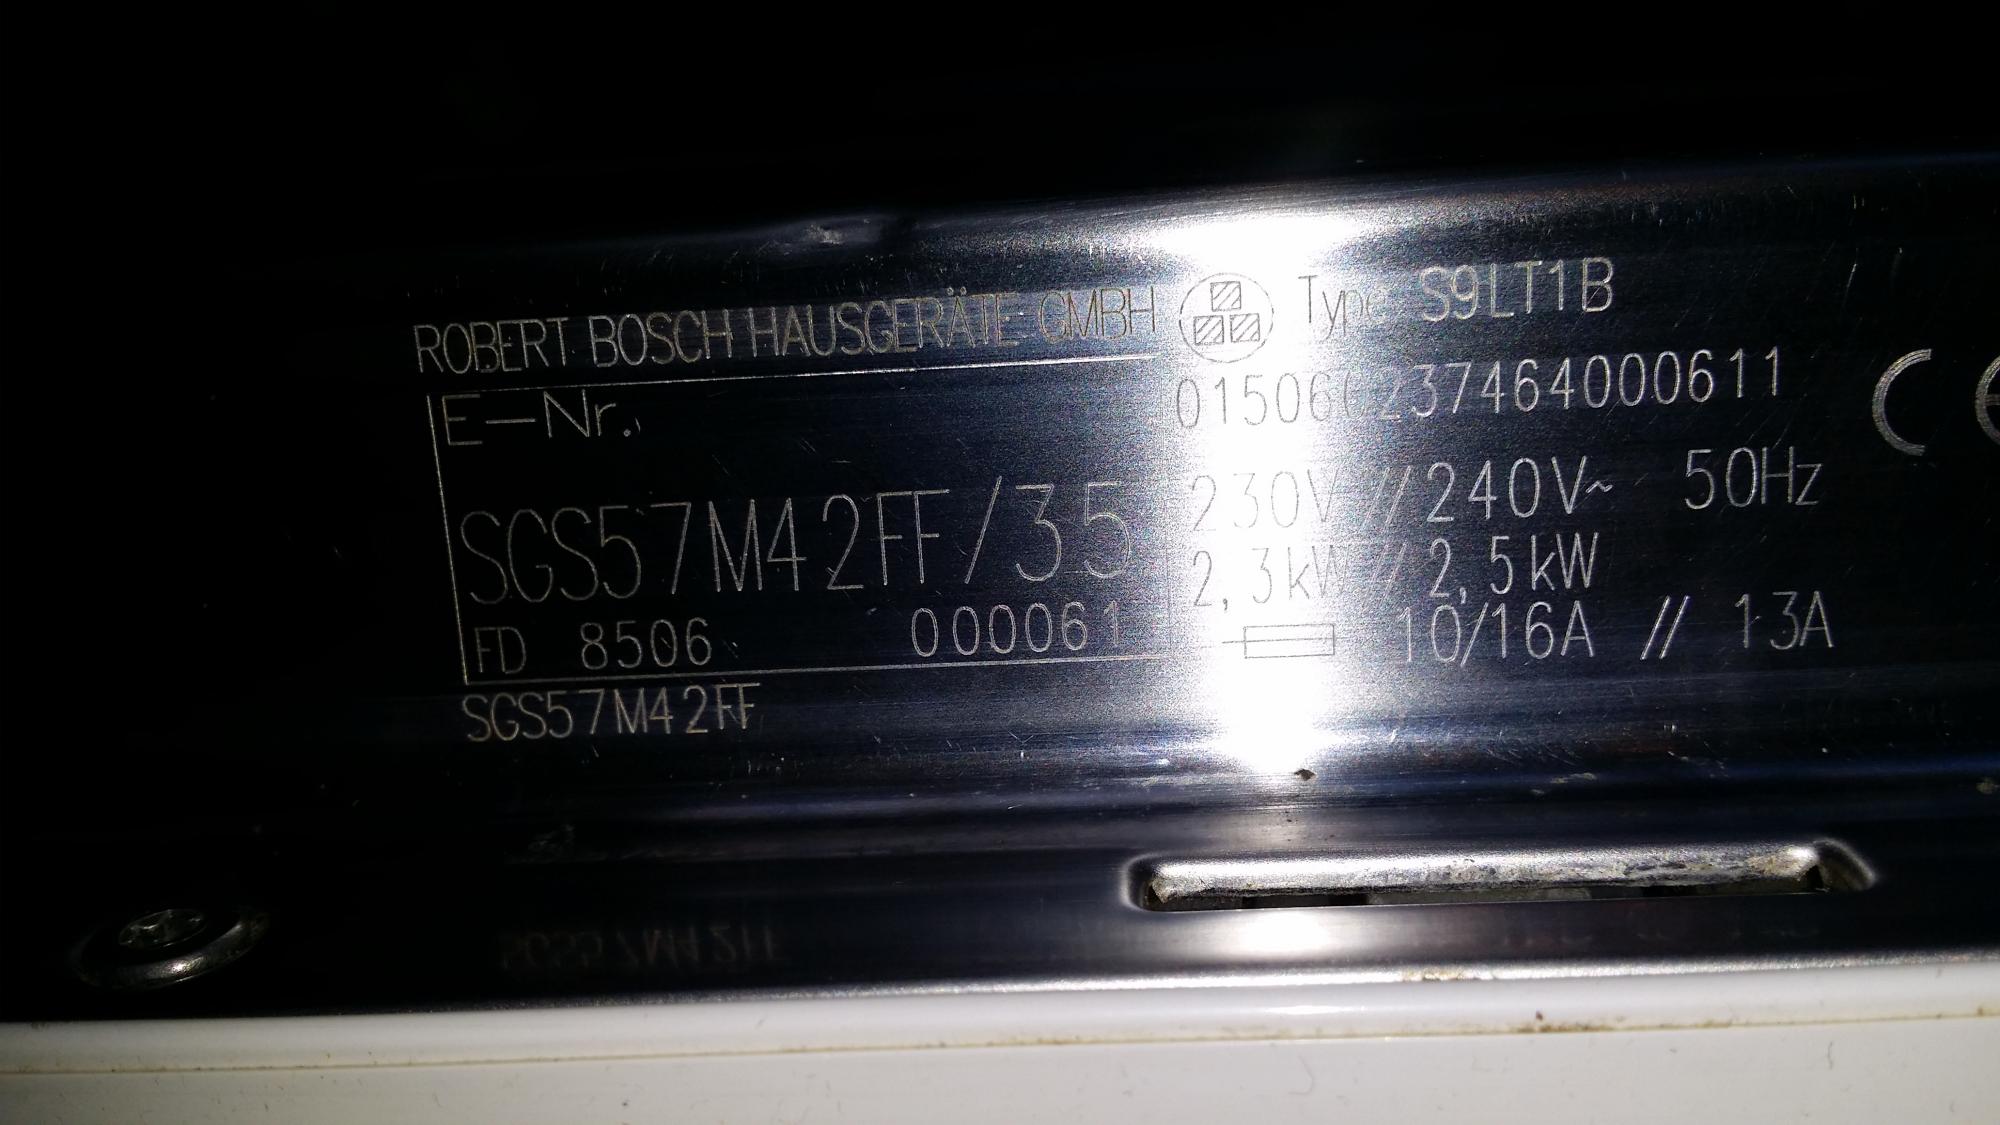 ROBERT BOSCH HAUSGERÄTE GMBH
E-Nr.
SGS57M42FF/35
FD 8506 000061
SGS57M42FF
Type S9LT1B
015060237464000611
230V//240V~ 50Hz
2,3kW//2,5kW
10/16A // 13A
CE